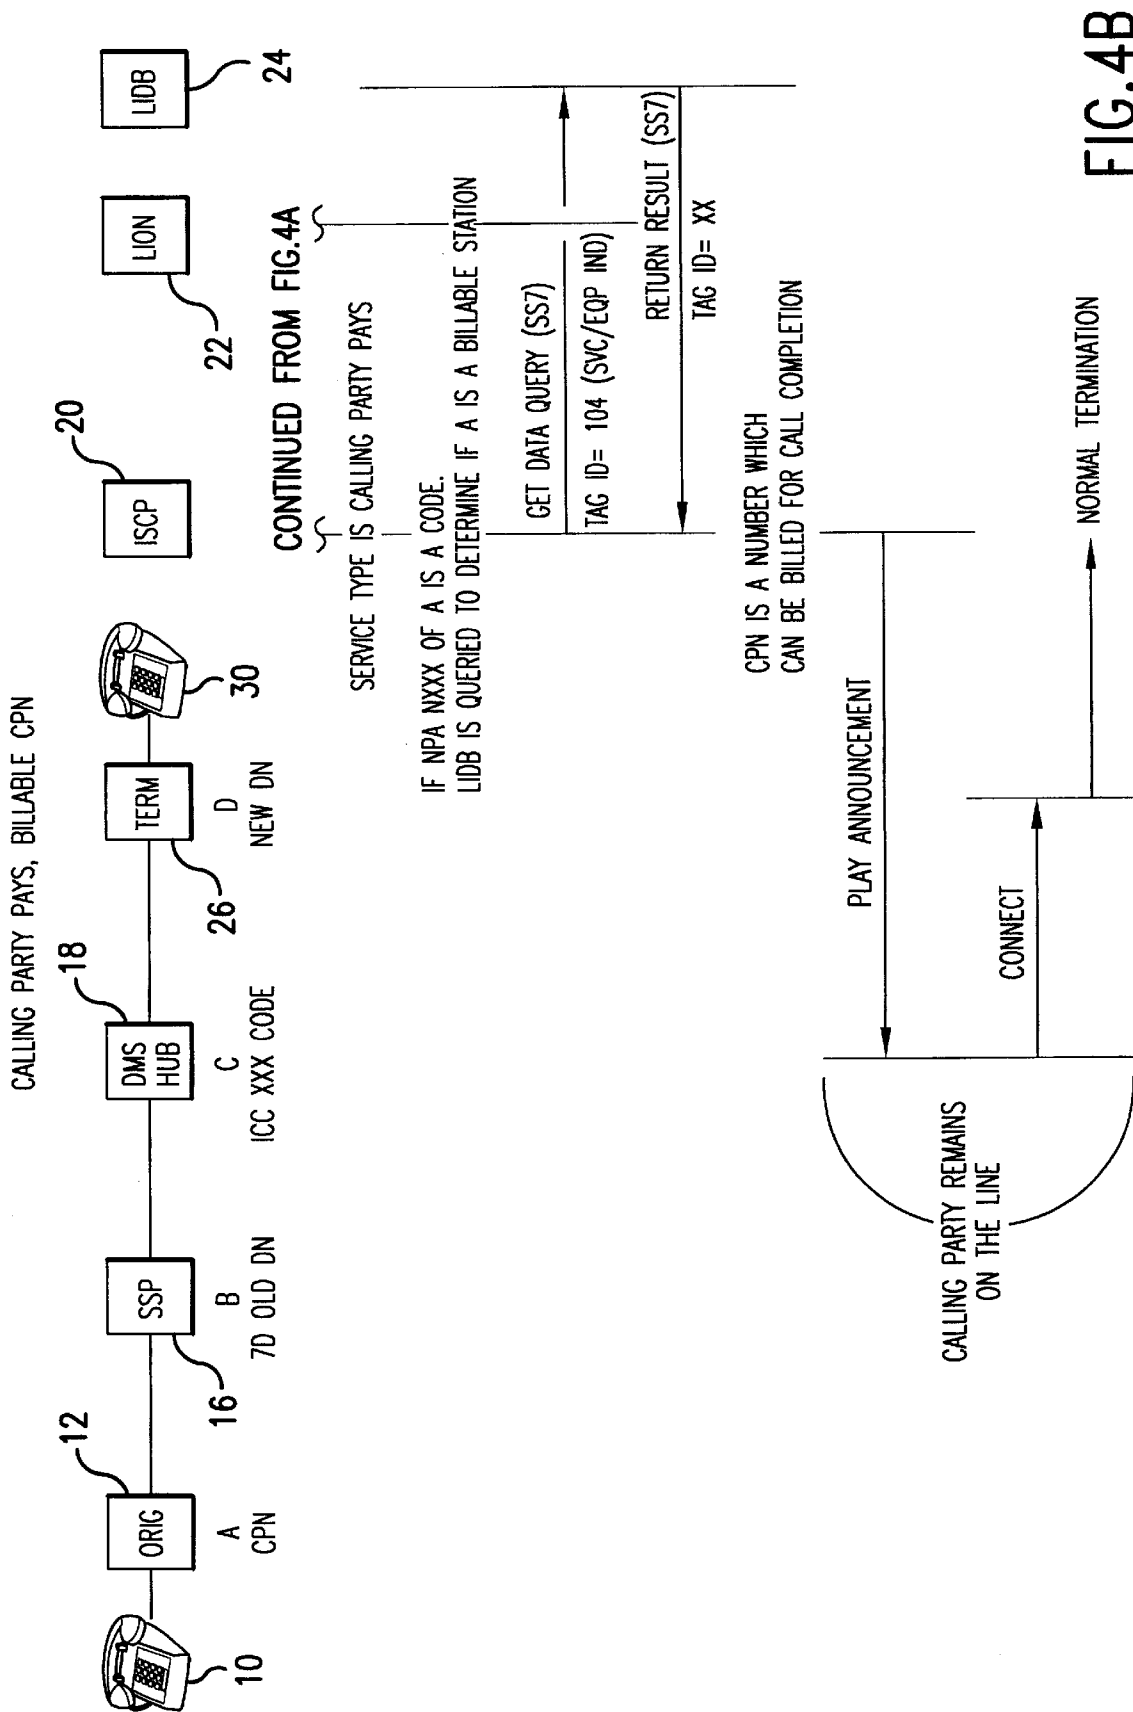 CALLING PARTY PAYS, BILLABLE CPN
10
ORIG
12
A
CPN
SSP
16
B
7D OLD DN
DMS
HUB
18
C
ICC XXX CODE
TERM
26
D
NEW DN
30
ISCP
20
LION
22
LIDB
24
CONTINUED FROM FIG.4A
SERVICE TYPE IS CALLING PARTY PAYS
IF NPA NXXX OF A IS A CODE.
LIDB IS QUERIED TO DETERMINE IF A IS A BILLABLE STATION
GET DATA QUERY (SS7)
TAG ID= 104 (SVC/EQP IND)
RETURN RESULT (SS7)
TAG ID= XX
CPN IS A NUMBER WHICH
CAN BE BILLED FOR CALL COMPLETION
PLAY ANNOUNCEMENT
CALLING PARTY REMAINS
ON THE LINE
CONNECT
NORMAL TERMINATION
FIG.4B